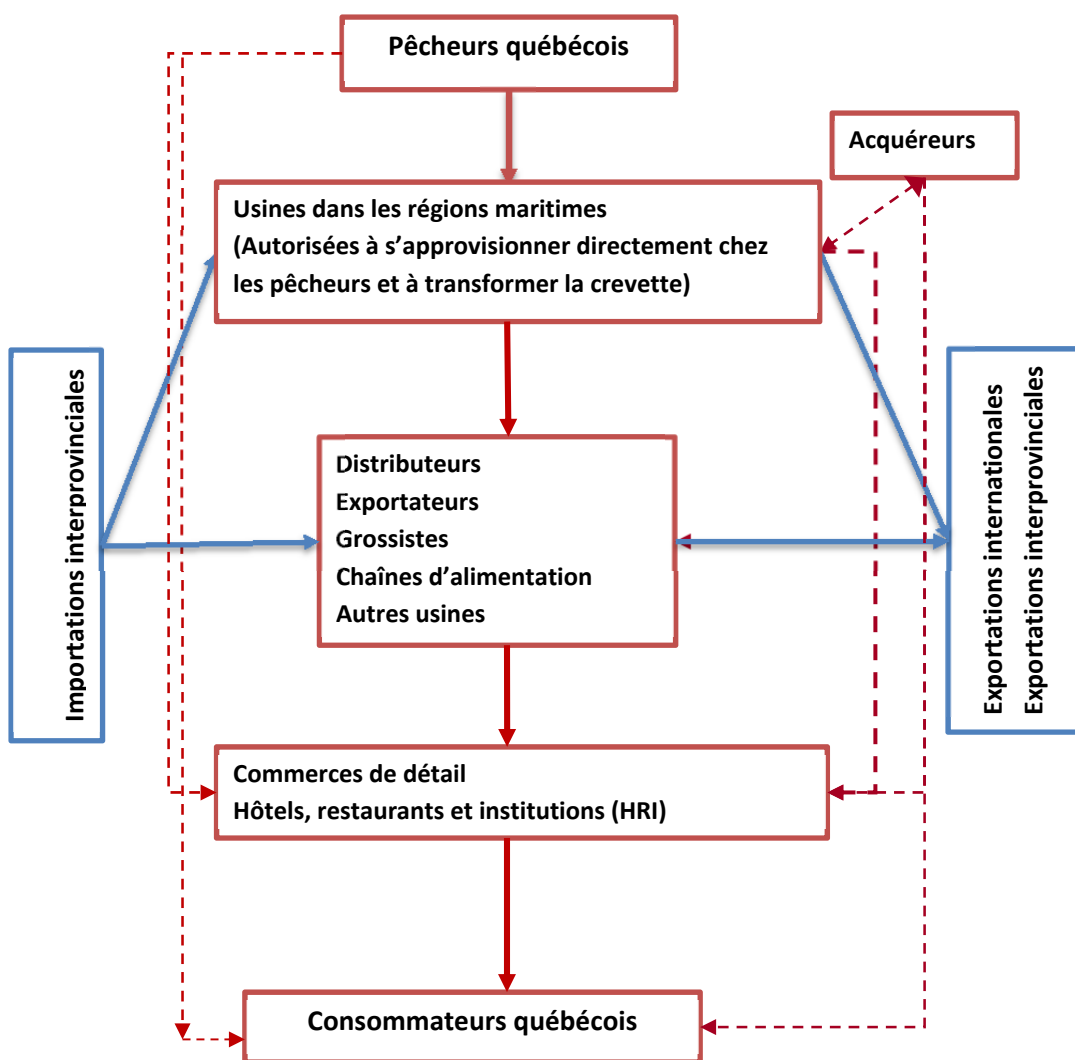 Pêcheurs québécois
Acquéreurs
Usines dans les régions maritimes
(Autorisées à s’approvisionner directement chez
les pêcheurs et à transformer la crevette)
Importations interprovinciales
Distributeurs
Exportateurs
Grossistes
Chaînes d’alimentation
Autres usines
Exportations internationales
Exportations interprovinciales
Commerces de détail
Hôtels, restaurants et institutions (HRI)
Consommateurs québécois